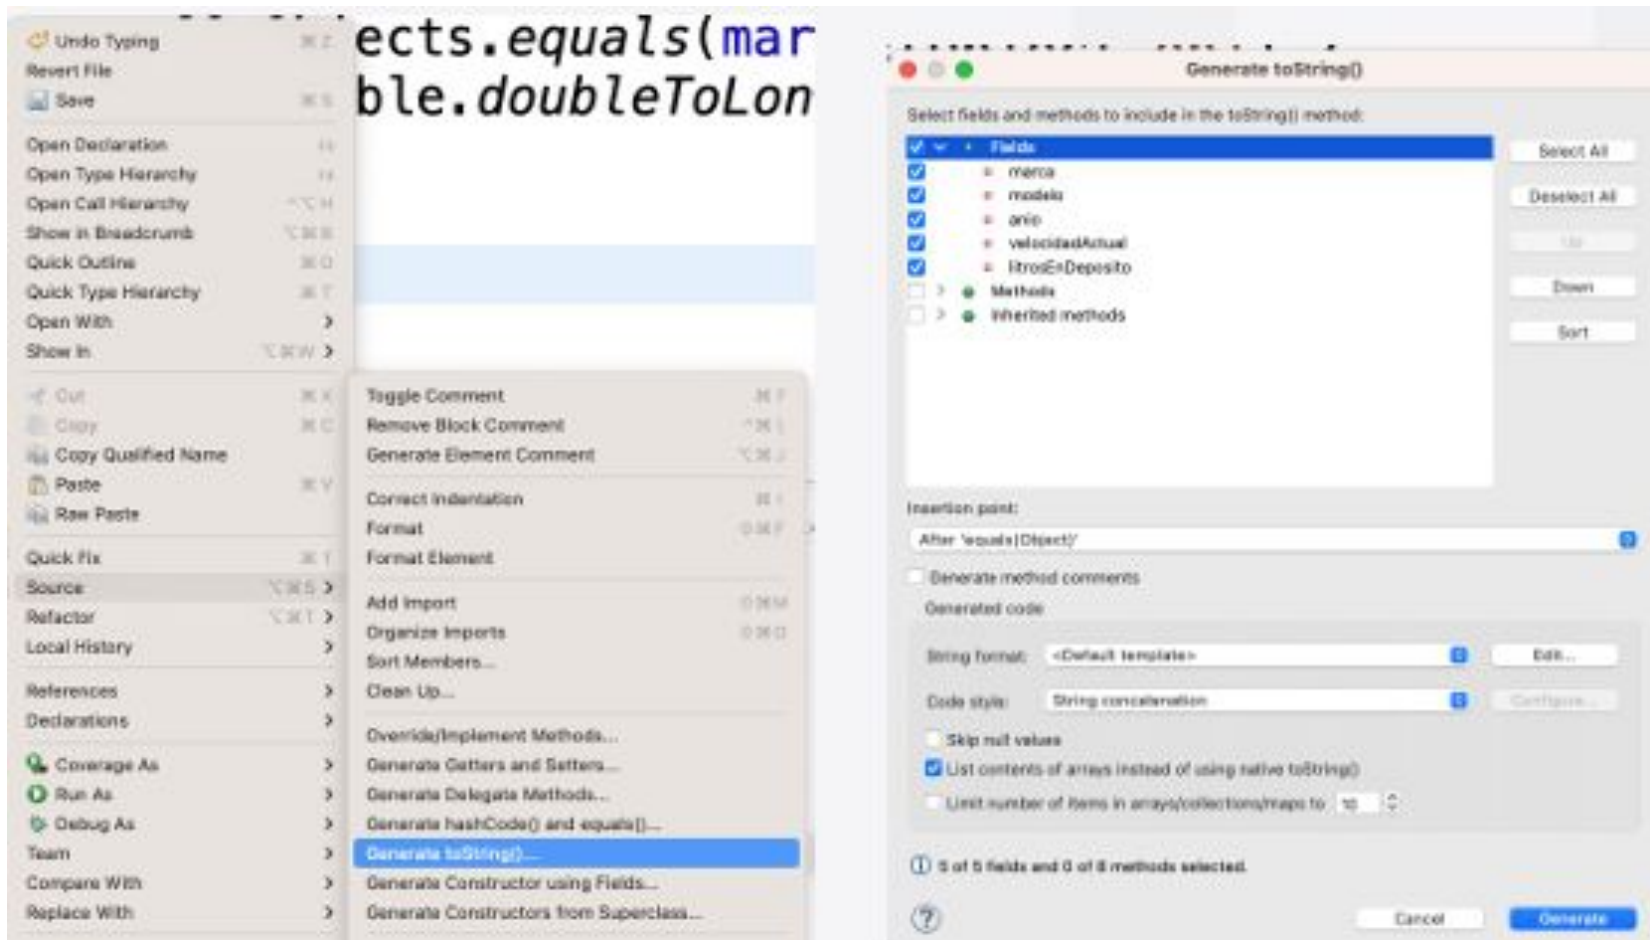 ects.equals(mar
ble.doubleToLon
Undo Typing ⌘Z
Revert File
Save ⌘S
Open Declaration
Open Type Hierarchy
Open Call Hierarchy ^⌥H
Show in Breadcrumb ⌥⌘B
Quick Outline ⌘O
Quick Type Hierarchy ⌘T
Open With
Show In ⌥⌘W
Cut ⌘X
Copy ⌘C
Copy Qualified Name
Paste ⌘V
Raw Paste
Quick Fix ⌘1
Source ⌥⌘S
Refactor ⌥⌘T
Local History
References
Declarations
Coverage As
Run As
Debug As
Team
Compare With
Replace With
Toggle Comment
Remove Block Comment
Generate Element Comment ⌥⌘J
Correct Indentation ⌘I
Format ⇧⌘F
Format Element
Add Import ⇧⌘M
Organize Imports ⇧⌘O
Sort Members...
Clean Up...
Override/Implement Methods...
Generate Getters and Setters...
Generate Delegate Methods...
Generate hashCode() and equals()...
Generate toString()...
Generate Constructor using Fields...
Generate Constructors from Superclass...
Generate toString()
Select fields and methods to include in the toString() method:
Fields
marca
modelo
anio
velocidadActual
litrosEnDeposito
Methods
Inherited methods
Select All
Deselect All
Up
Down
Sort
Insertion point:
After 'equals(Object)'
Generate method comments
Generated code
String format: <Default template> Edit...
Code style: String concatenation Configure...
Skip null values
List contents of arrays instead of using native toString()
Limit number of items in arrays/collections/maps to 10
5 of 5 fields and 0 of 8 methods selected.
?
Cancel Generate